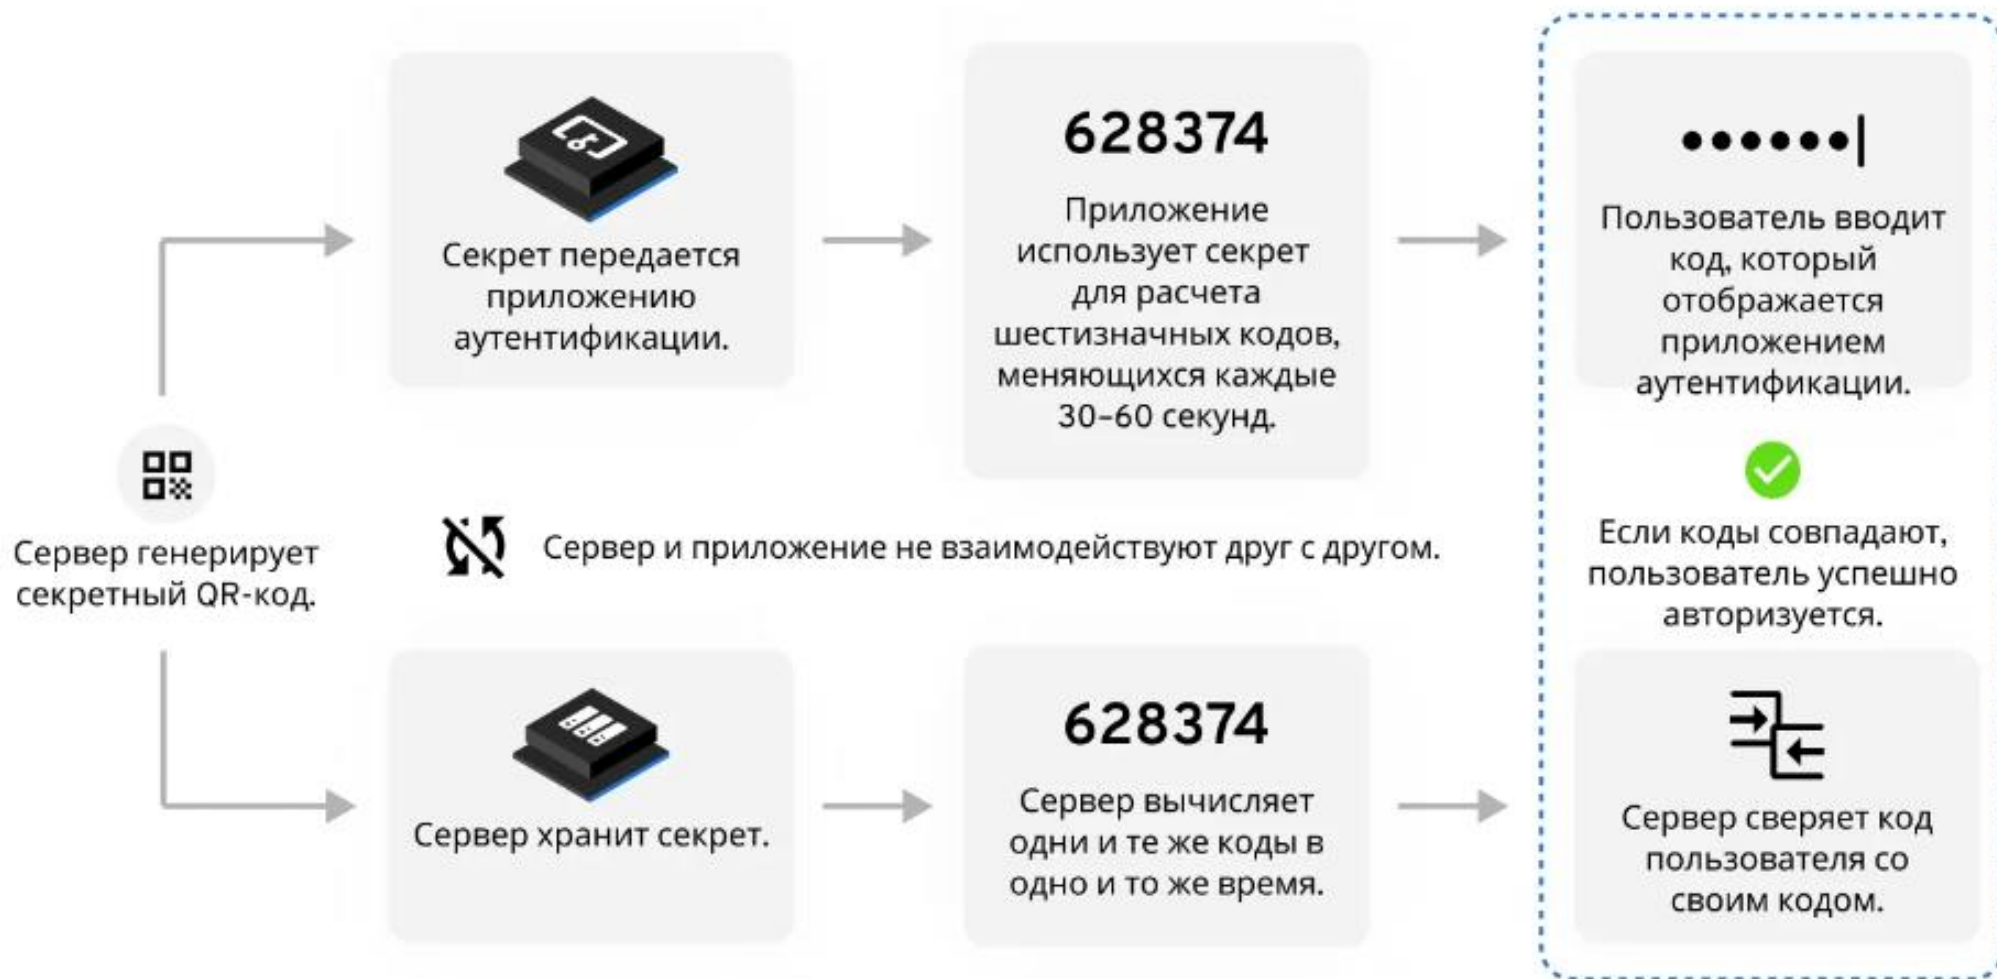 Сервер генерирует
секретный QR-код.
Секрет передается
приложению
аутентификации.
628374
Приложение
использует секрет
для расчета
шестизначных кодов,
меняющихся каждые
30–60 секунд.
Пользователь вводит
код, который
отображается
приложением
аутентификации.
Сервер и приложение не взаимодействуют друг с другом.
Если коды совпадают,
пользователь успешно
авторизуется.
Сервер хранит секрет.
628374
Сервер вычисляет
одни и те же коды в
одно и то же время.
Сервер сверяет код
пользователя со
своим кодом.